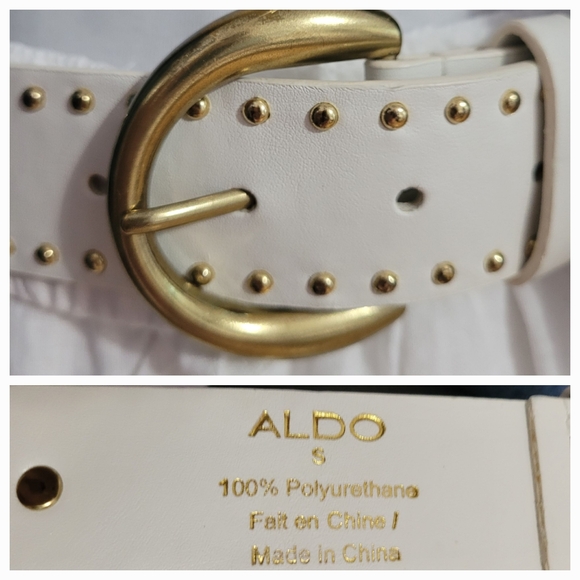 ALDO
S
100% Polyurethane
Fait en Chine /
Made in China